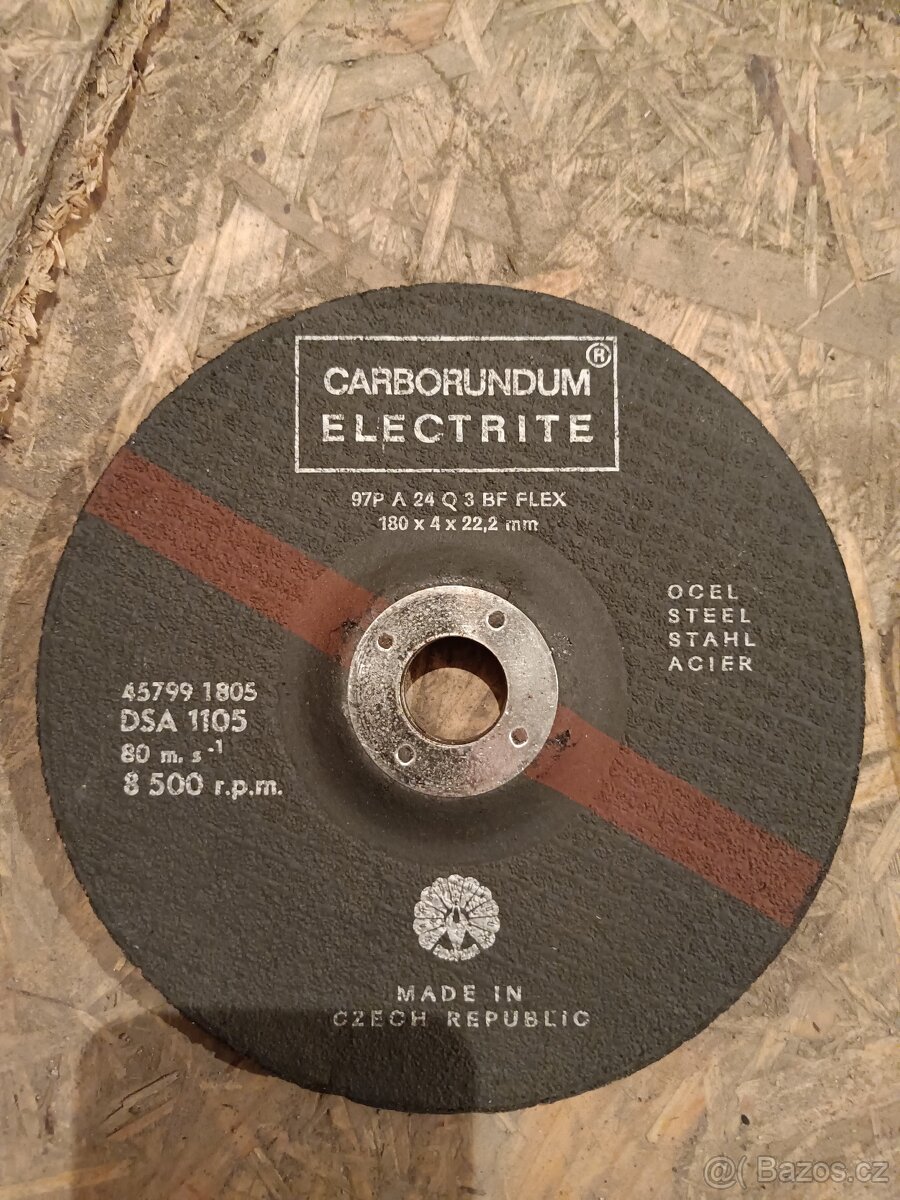 CARBORUNDUM®
ELECTRITE
97P A 24 Q 3 BF FLEX
180 x 4 x 22,2 mm
OCEL
STEEL
STAHL
ACIER
45799 1805
DSA 1105
80 m. s⁻¹
8 500 r.p.m.
MADE IN
CZECH REPUBLIC
@( Bazos.cz